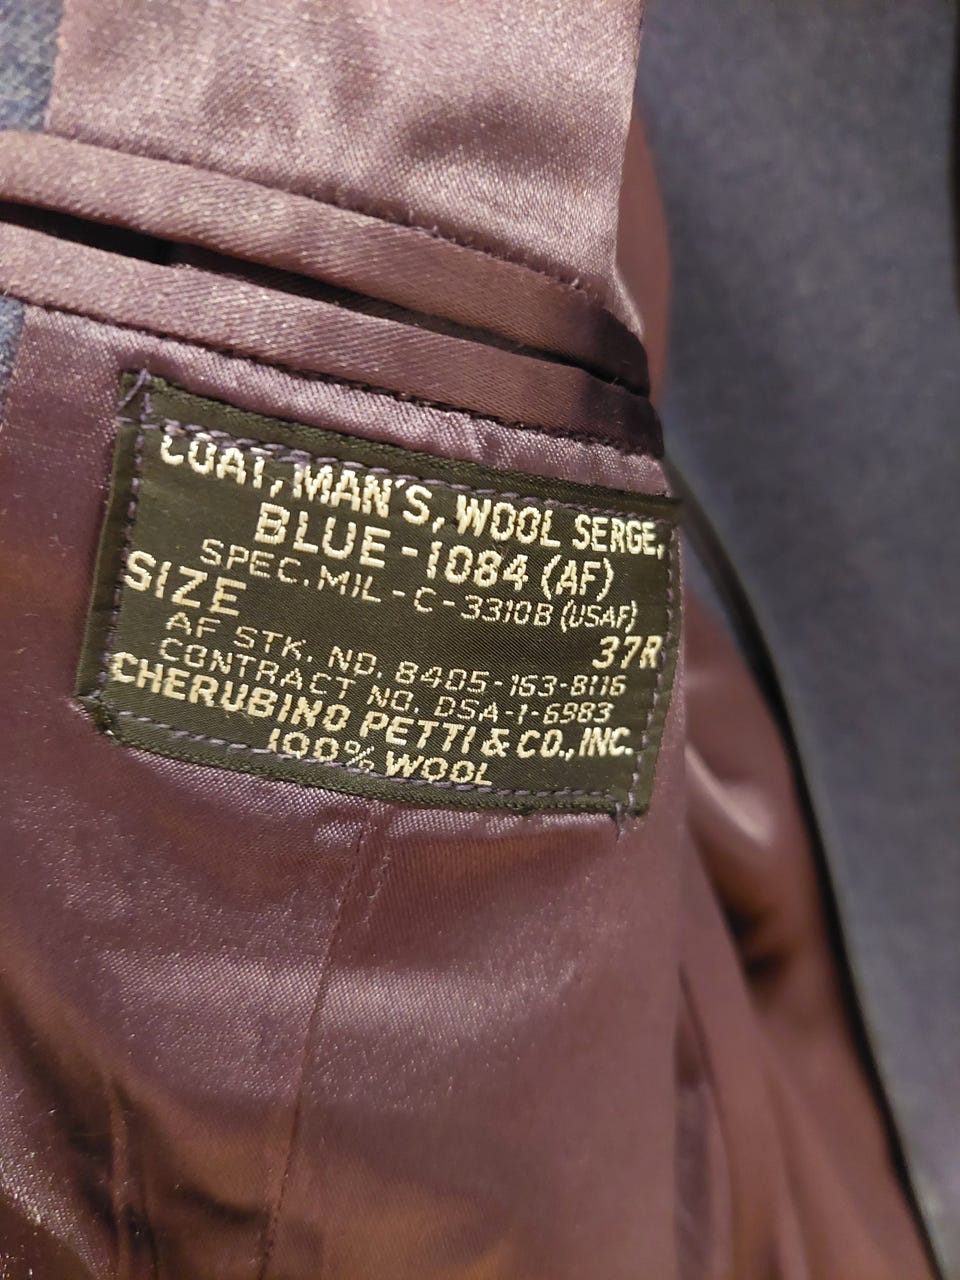 COAT, MAN'S, WOOL SERGE,
BLUE-1084 (AF)
SPEC. MIL-C-3310B (USAF)
SIZE 37R
AF STK. NO. 8405-163-8116
CONTRACT NO. DSA-1-6983
CHERUBINO PETTI & CO., INC.
100% WOOL